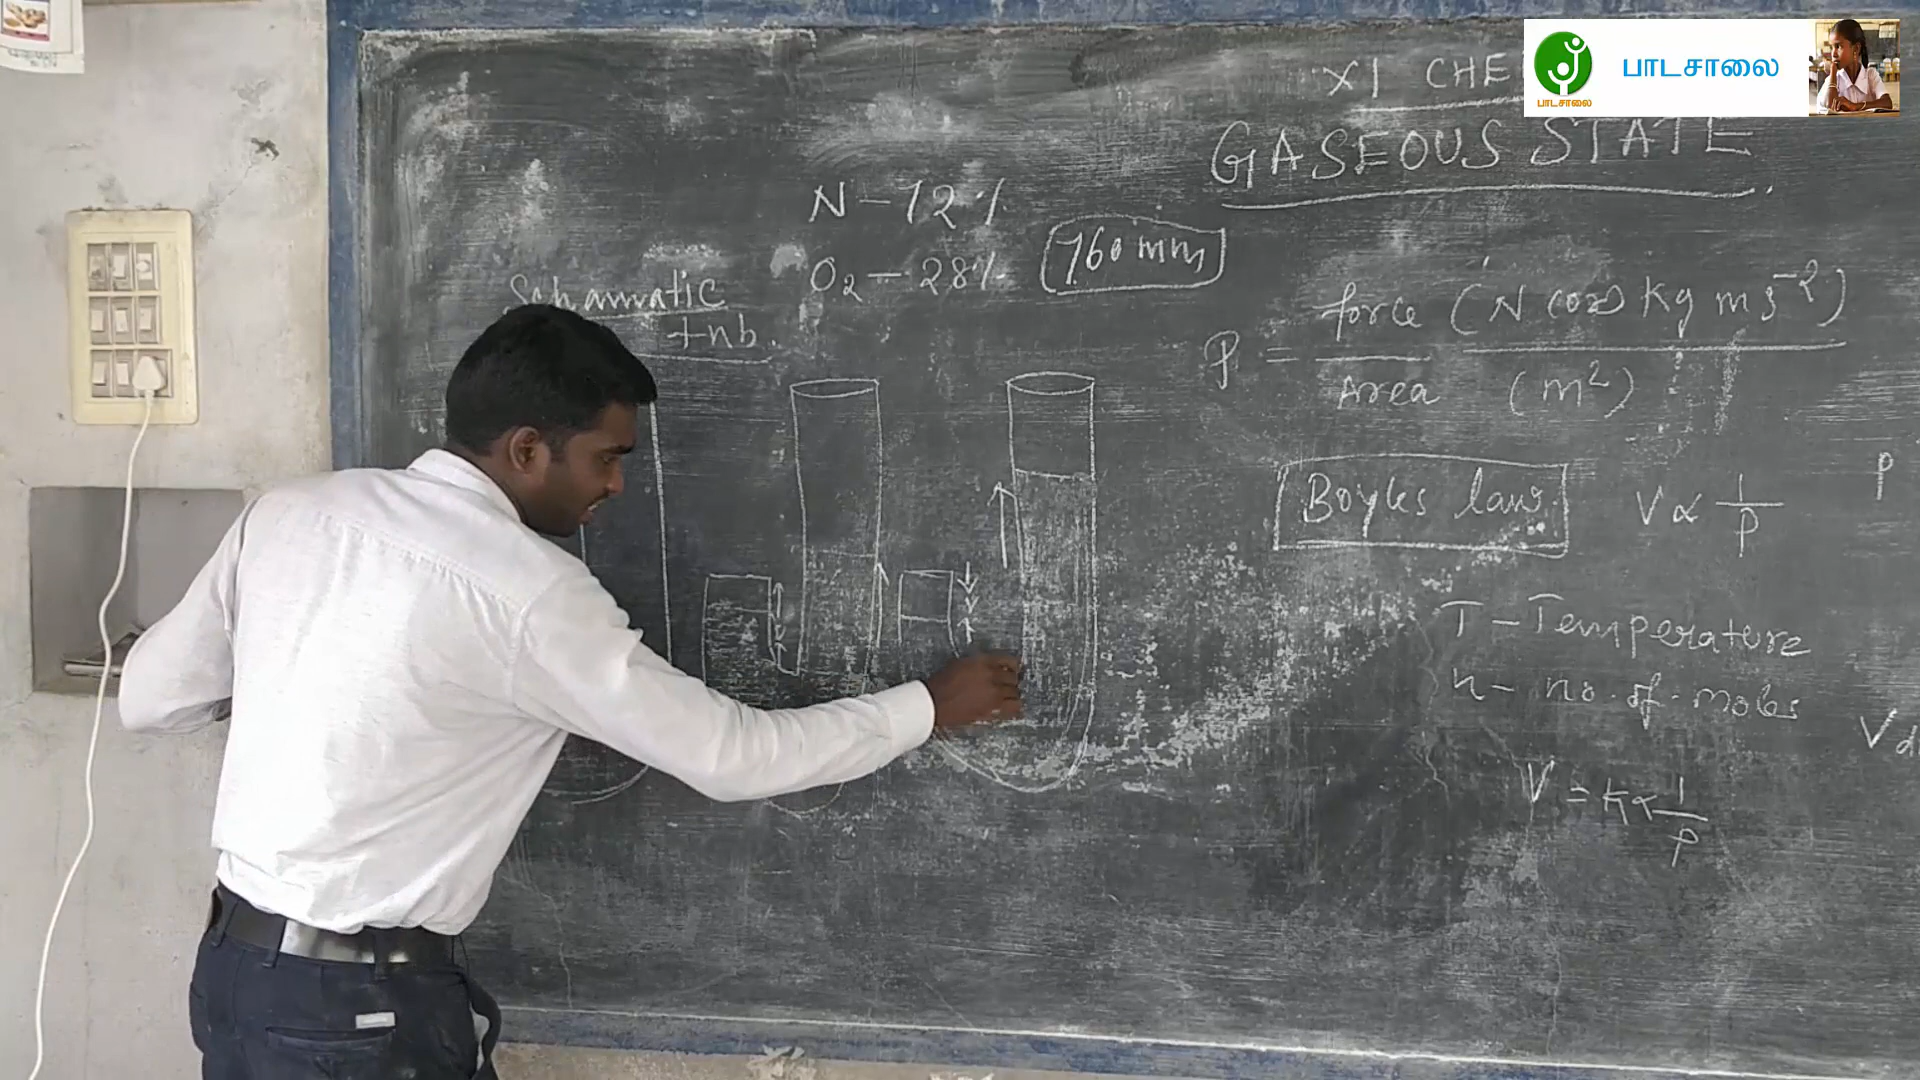 பாடசாலை
பாடசாலை
XI CHE
GASEOUS STATE
N - 72 %
O2 - 28%
760 mm
Schamatic
P = force (N (or) Kg m s-2) / Area (m2)
Boyles law.
V ∝ 1/P
P
T - Temperature
n - no. of. moles
V = K × 1/P
V